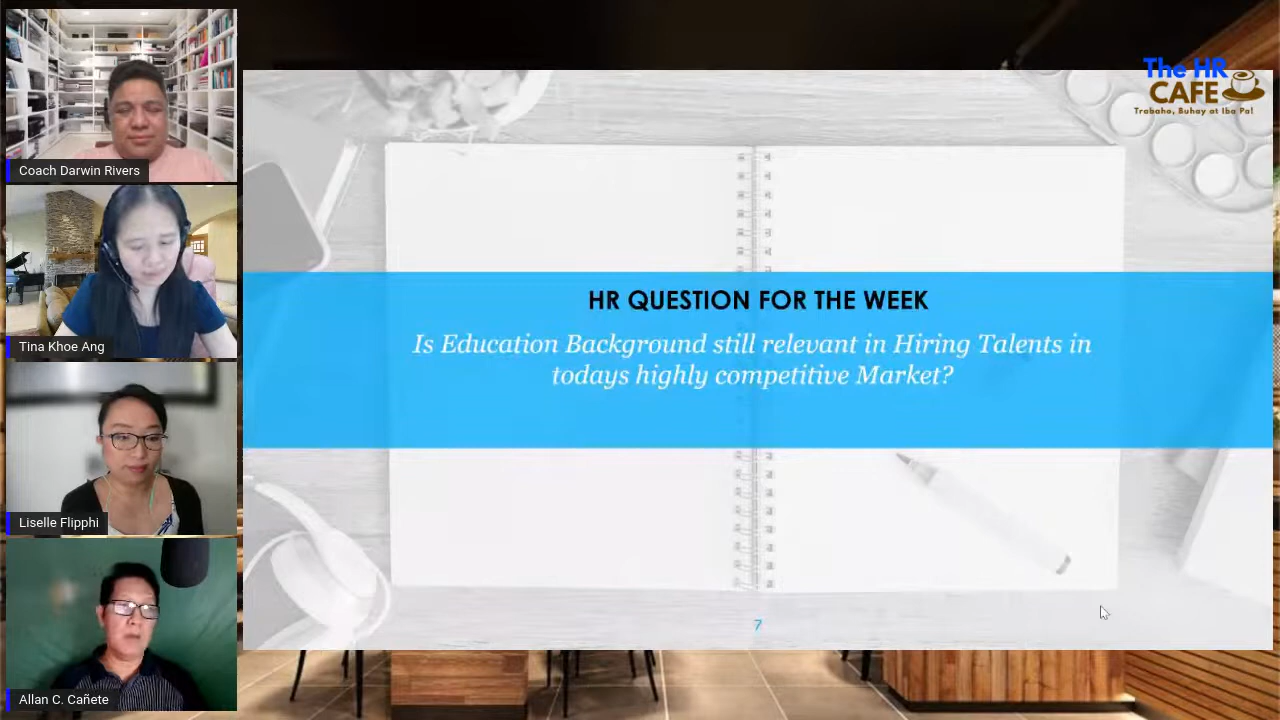 The HR
CAFE
Trabaho, Buhay at Iba Pa!
Coach Darwin Rivers
Tina Khoe Ang
Liselle Flipphi
Allan C. Cañete
HR QUESTION FOR THE WEEK
Is Education Background still relevant in Hiring Talents in
todays highly competitive Market?
7